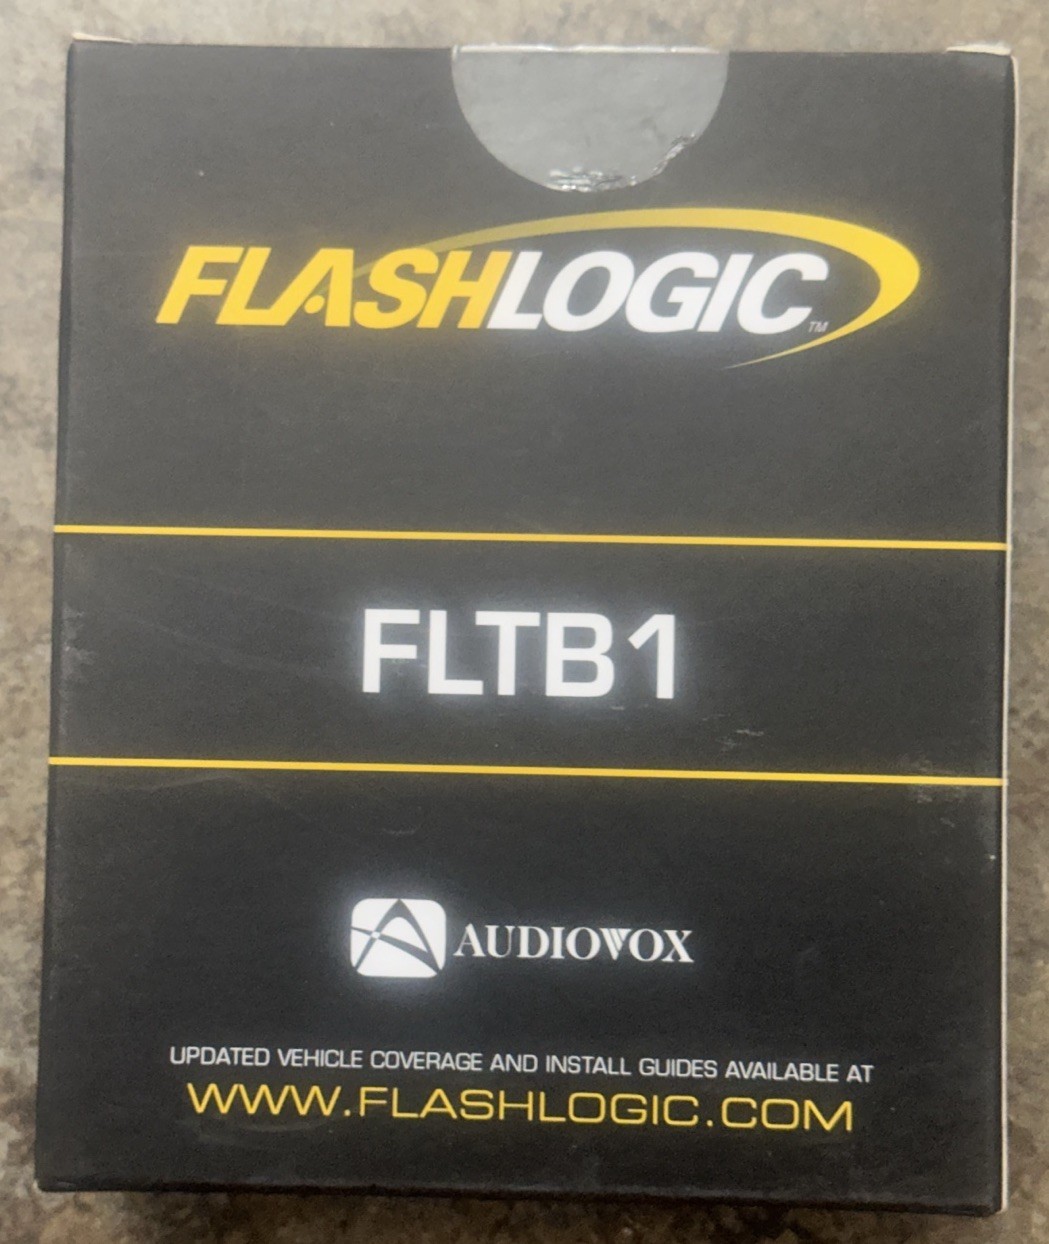 FLASHLOGIC™
FLTB1
AUDIOVOX
UPDATED VEHICLE COVERAGE AND INSTALL GUIDES AVAILABLE AT
WWW.FLASHLOGIC.COM